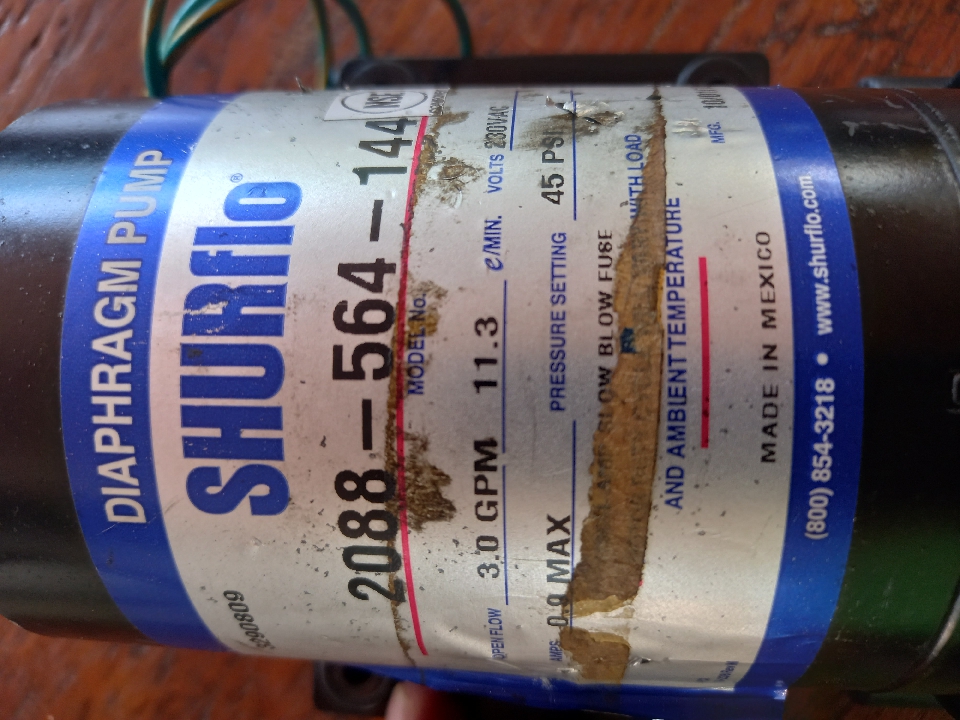 DIAPHRAGM PUMP
SHURflo®
2088-564-144
MODEL No.
OPEN FLOW 3.0 GPM 11.3 ℓ/MIN. VOLTS 230VAC
AMPS 0.9 MAX PRESSURE SETTING 45 PSI
SLOW BLOW FUSE
WITH LOAD
AND AMBIENT TEMPERATURE
MFG.
MADE IN MEXICO
(800) 854-3218 • www.shurflo.com